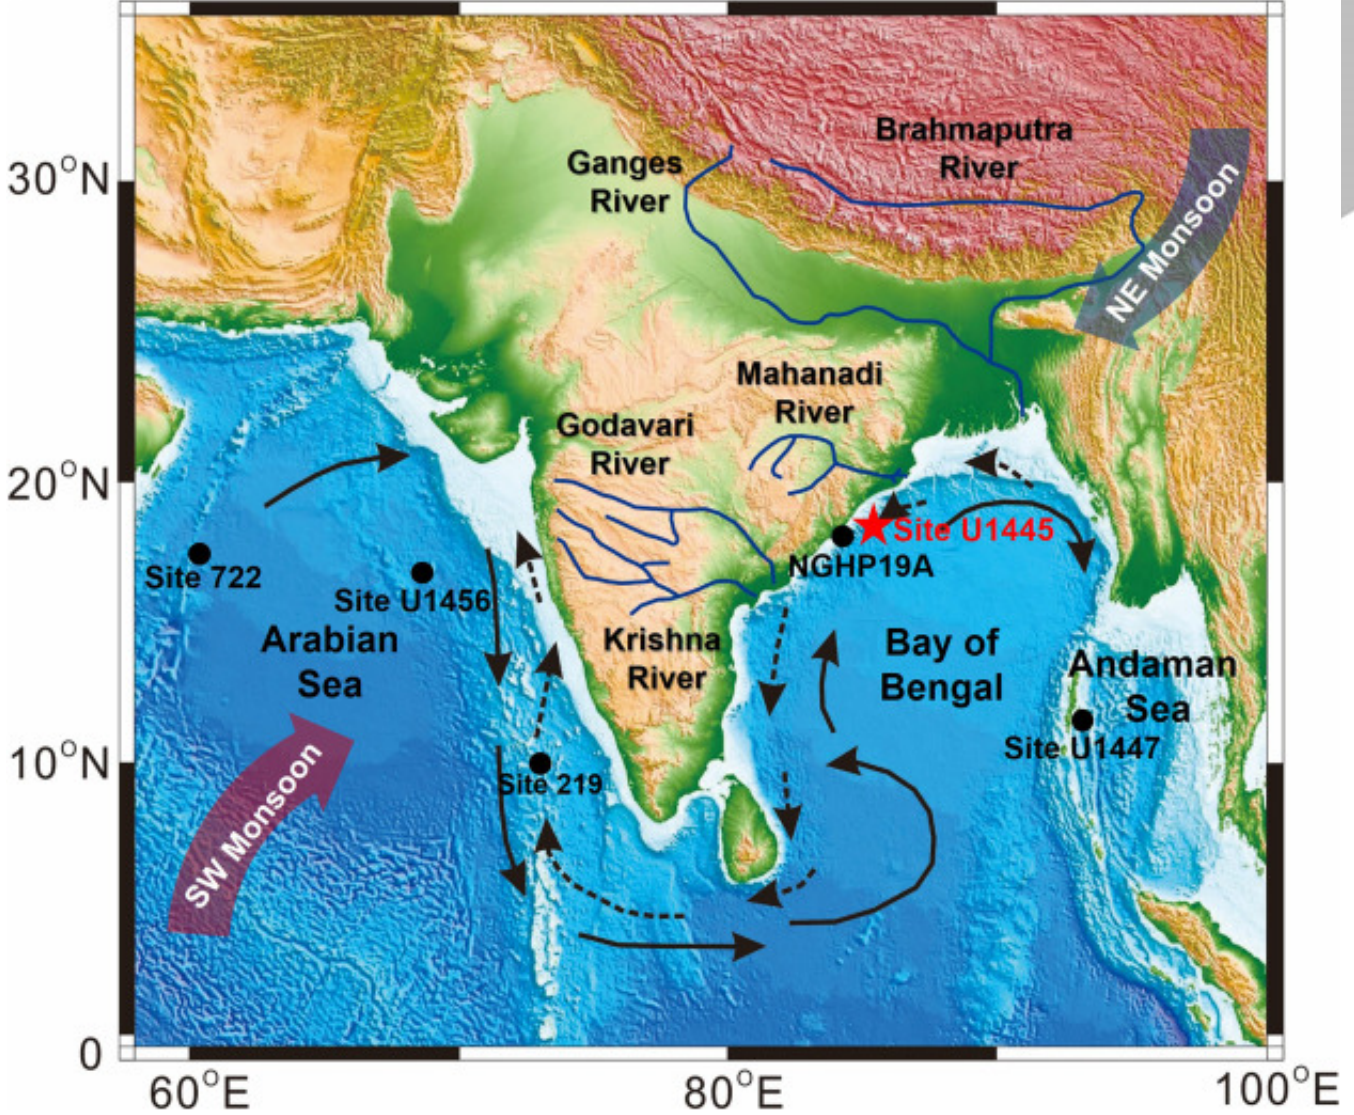 Brahmaputra
River
Ganges
River
30°N
NE Monsoon
Mahanadi
River
Godavari
River
20°N
Site U1445
NGHP19A
Site 722
Site U1456
Arabian
Sea
Krishna
River
Bay of
Bengal
Andaman
Sea
Site U1447
10°N
Site 219
SW Monsoon
0
60°E
80°E
100°E